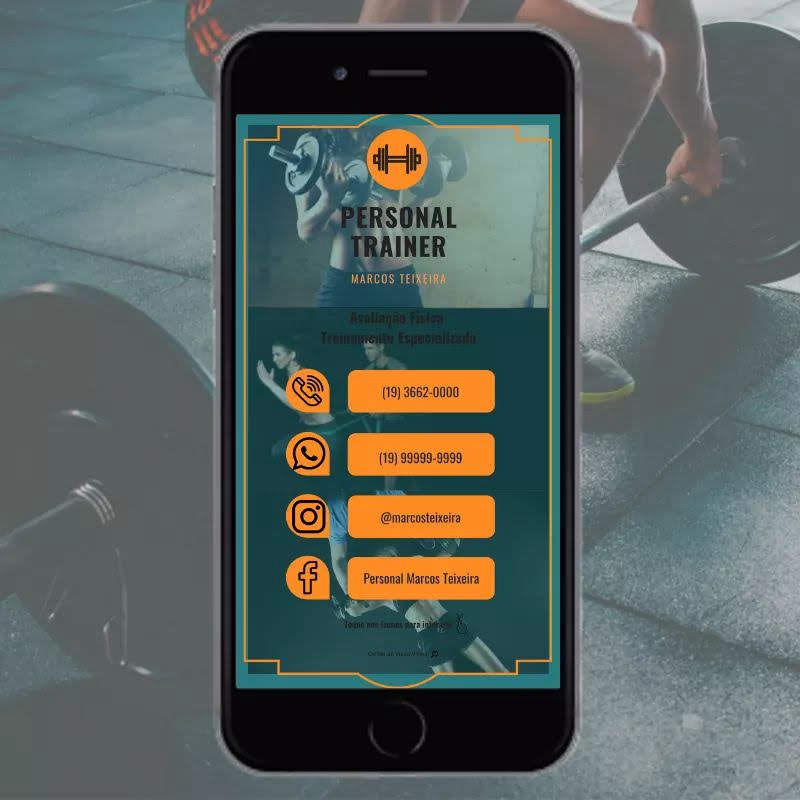 PERSONAL
TRAINER
MARCOS TEIXEIRA
Avaliação Física
Treinamento Especializado
(19) 3662-0000
(19) 99999-9999
@marcosteixeira
Personal Marcos Teixeira
Toque nos ícones para interagir